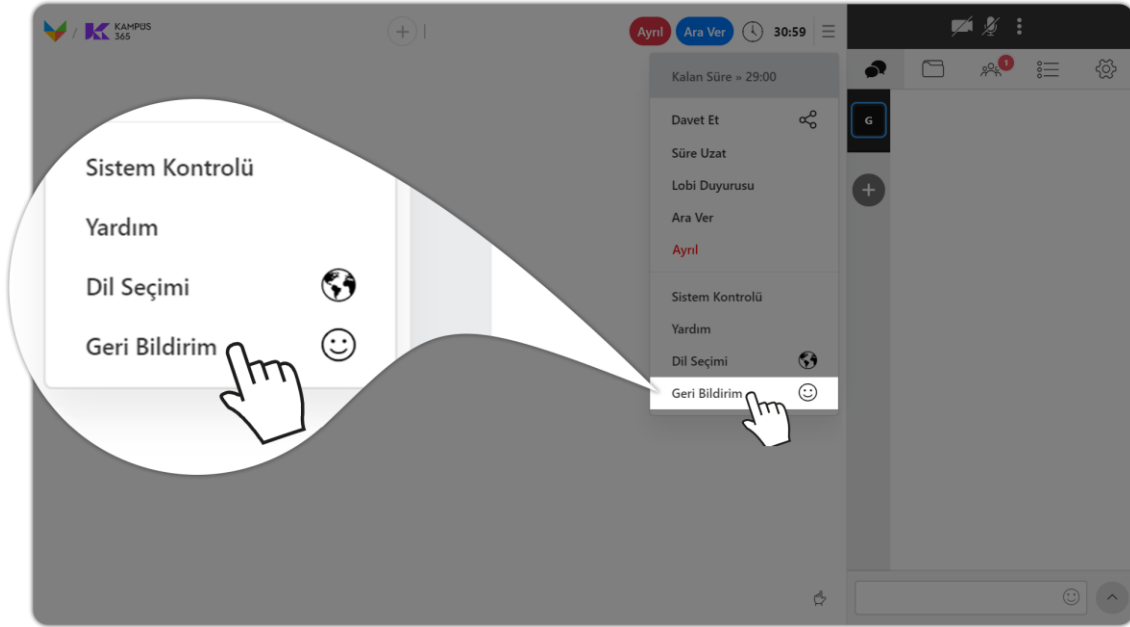 KAMPÜS
365
Ayrıl
Ara Ver
30:59
Kalan Süre » 29:00
Davet Et
Süre Uzat
Lobi Duyurusu
Ara Ver
Ayrıl
Sistem Kontrolü
Yardım
Dil Seçimi
Geri Bildirim
Sistem Kontrolü
Yardım
Dil Seçimi
Geri Bildirim
1
G